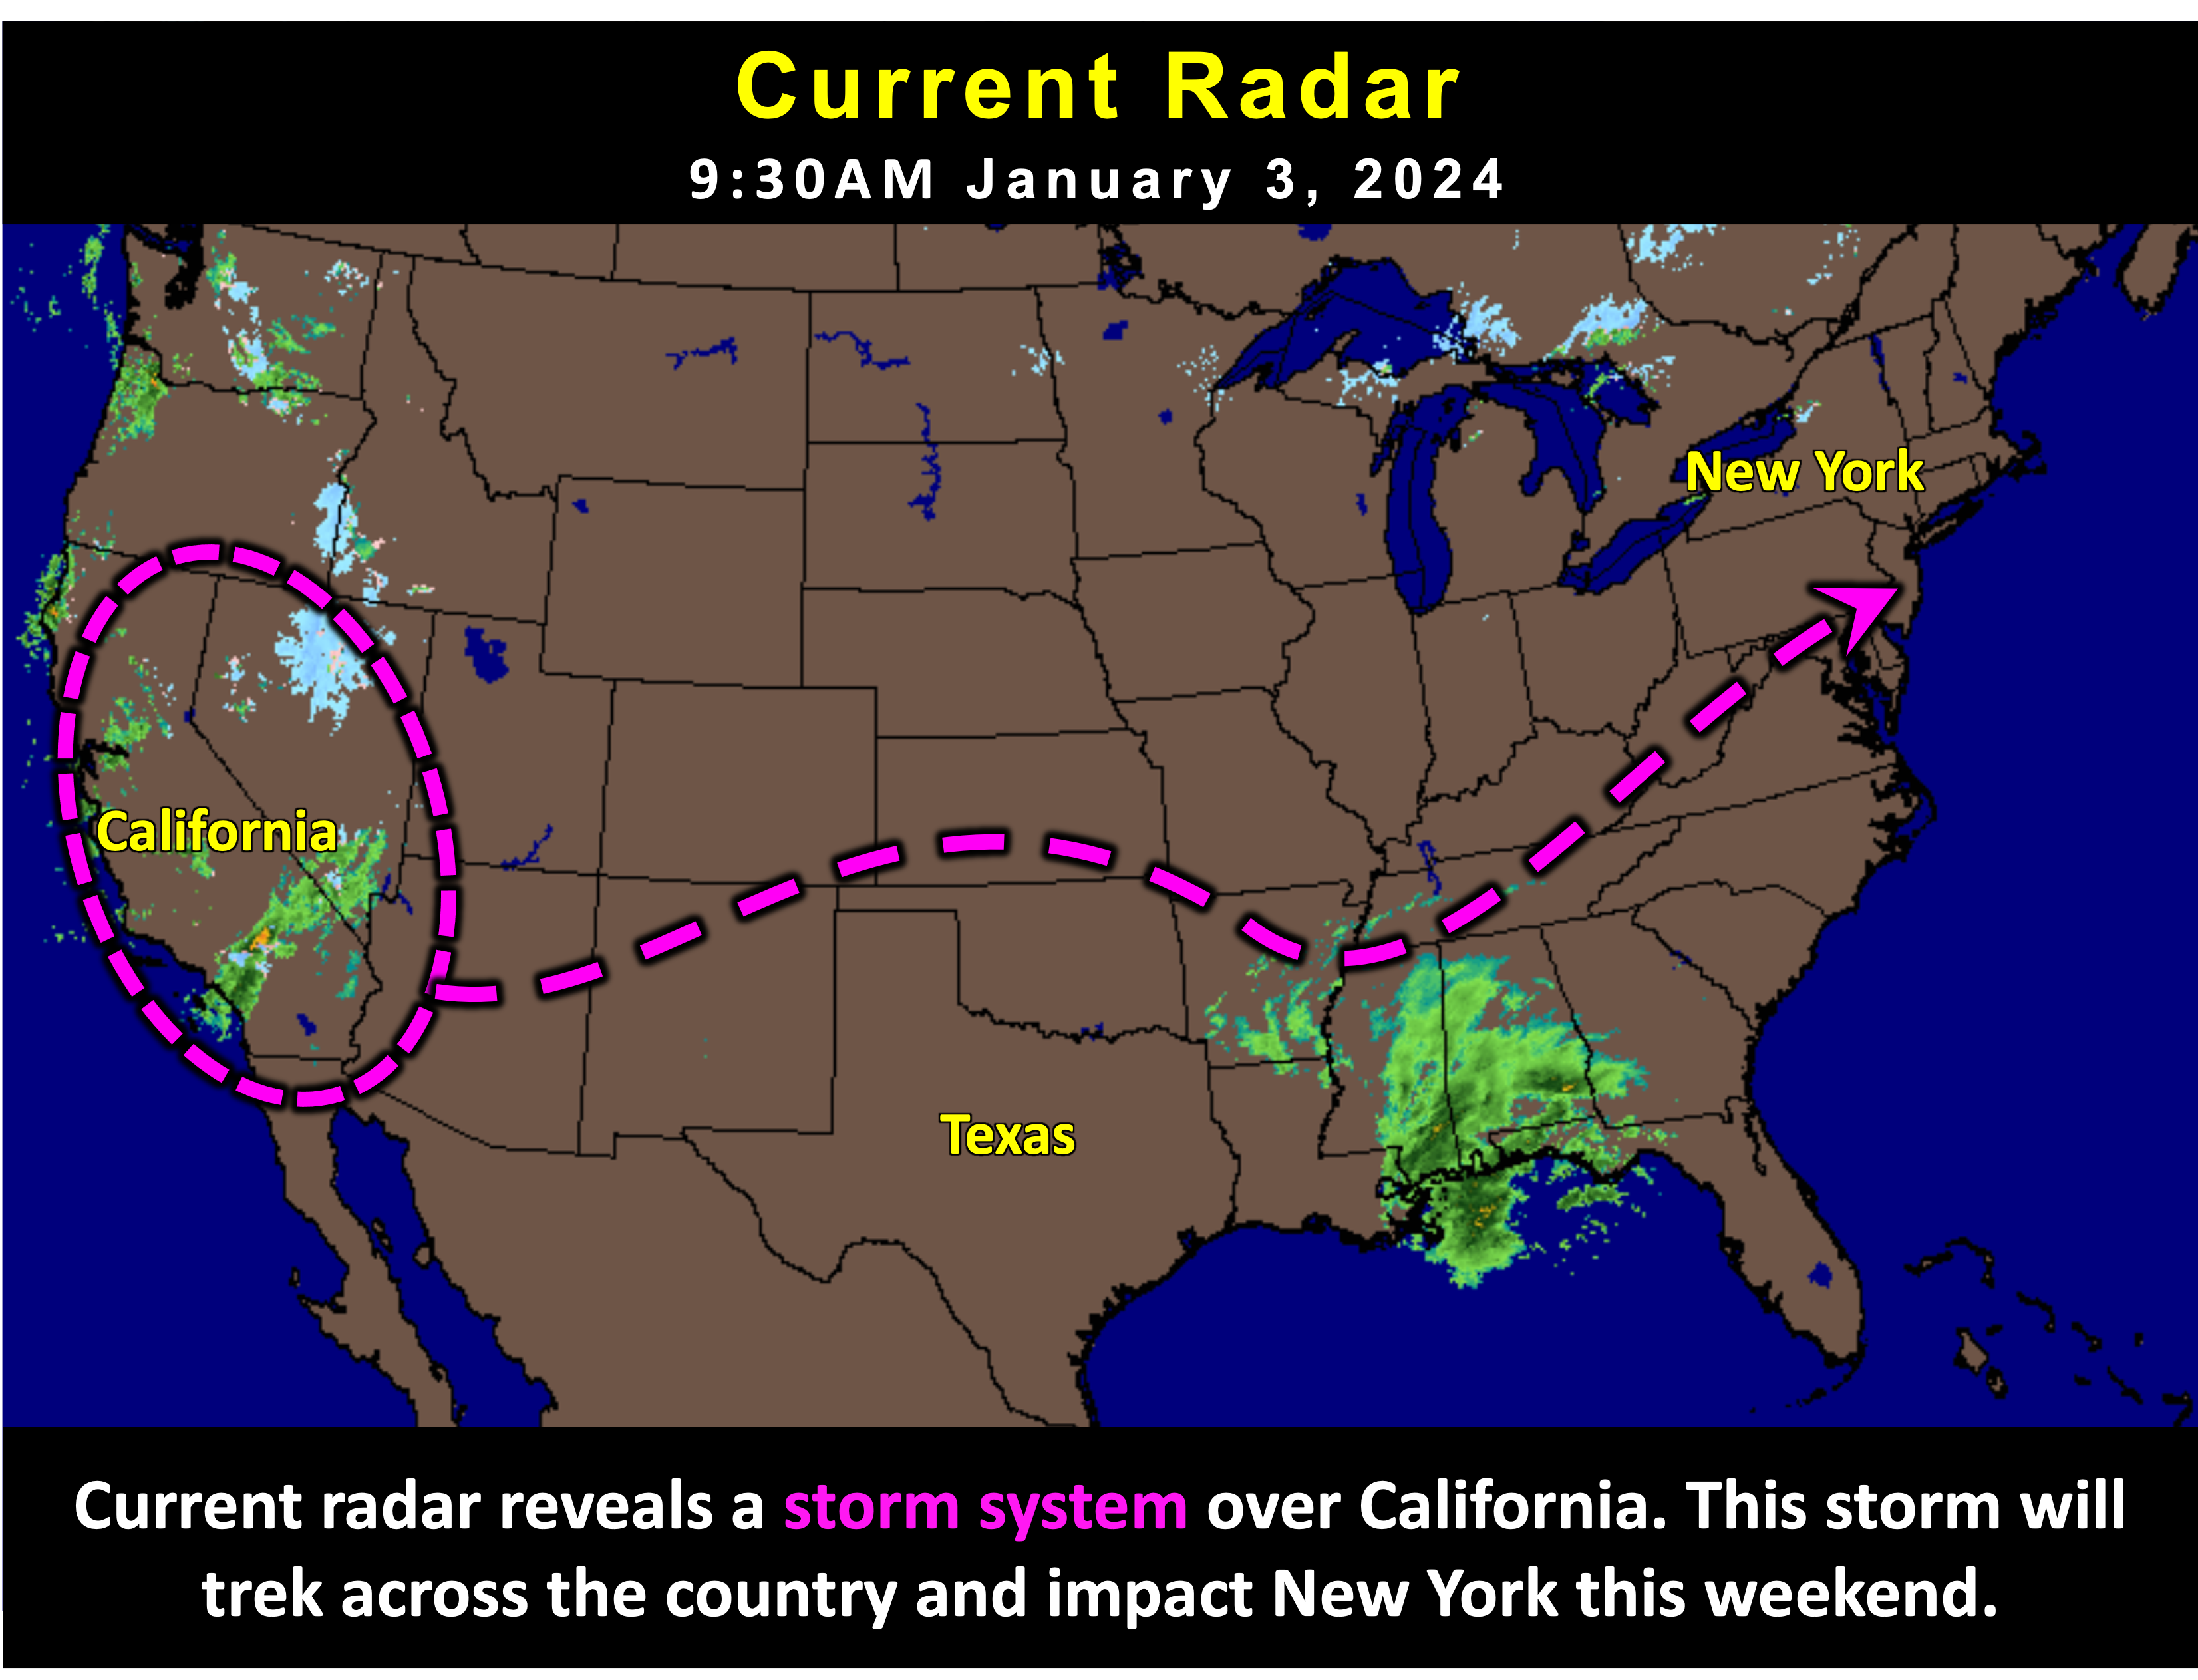 Current Radar
9:30AM January 3, 2024
New York
California
Texas
Current radar reveals a storm system over California. This storm will
trek across the country and impact New York this weekend.